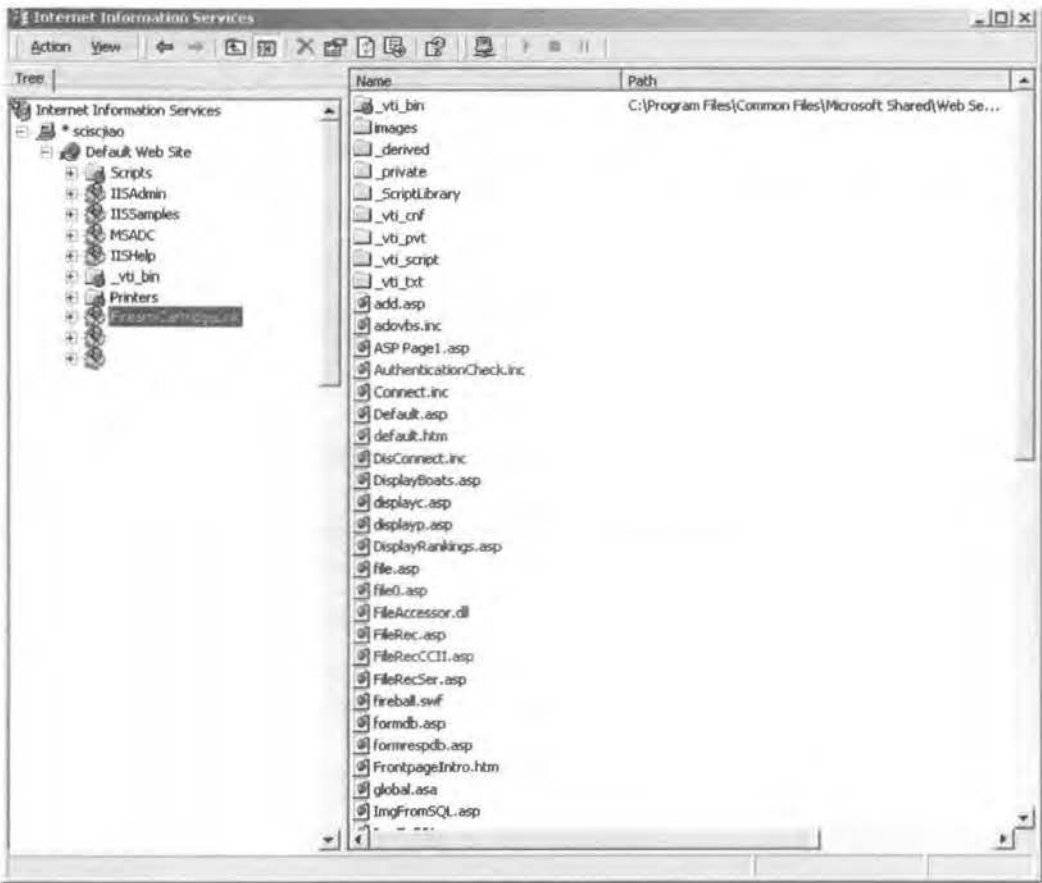 Internet Information Services
Action View
Tree
Name Path
Internet Information Services
* sciscjiao
Default Web Site
Scripts
IISAdmin
IISSamples
MSADC
IISHelp
_vti_bin
Printers
_vti_bin C:\Program Files\Common Files\Microsoft Shared\Web Se...
images
_derived
_private
_ScriptLibrary
_vti_cnf
_vti_pvt
_vti_script
_vti_txt
add.asp
adovbs.inc
ASP Page1.asp
AuthenticationCheck.inc
Connect.inc
Default.asp
default.htm
DisConnect.inc
DisplayBoats.asp
displayc.asp
displayp.asp
DisplayRankings.asp
file.asp
file0.asp
FileAccessor.dll
FileRec.asp
FileRecCCII.asp
FileRecSer.asp
fireball.swf
formdb.asp
formrespdb.asp
FrontpageIntro.htm
global.asa
ImgFromSQL.asp